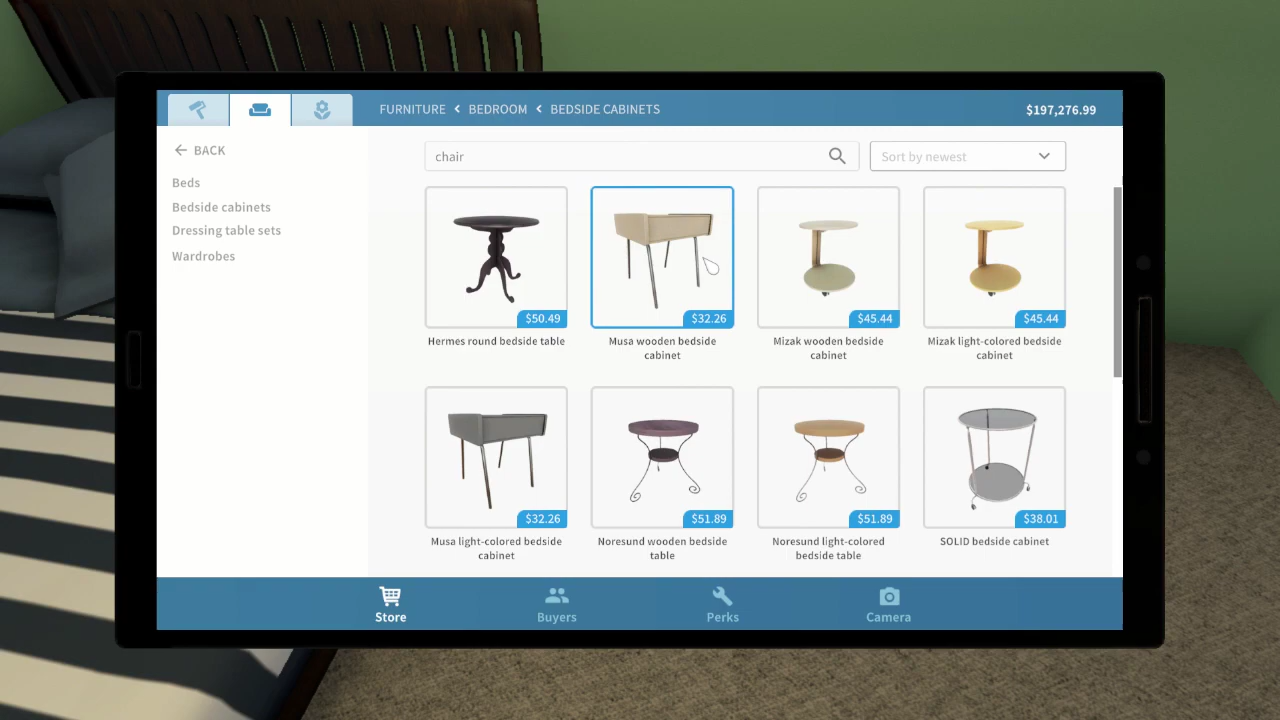 FURNITURE < BEDROOM < BEDSIDE CABINETS
$197,276.99
BACK
Beds
Bedside cabinets
Dressing table sets
Wardrobes
chair
Sort by newest
$50.49
$32.26
$45.44
$45.44
Hermes round bedside table
Musa wooden bedside
cabinet
Mizak wooden bedside
cabinet
Mizak light-colored bedside
cabinet
$32.26
$51.89
$51.89
$38.01
Musa light-colored bedside
cabinet
Noresund wooden bedside
table
Noresund light-colored
bedside table
SOLID bedside cabinet
Store
Buyers
Perks
Camera